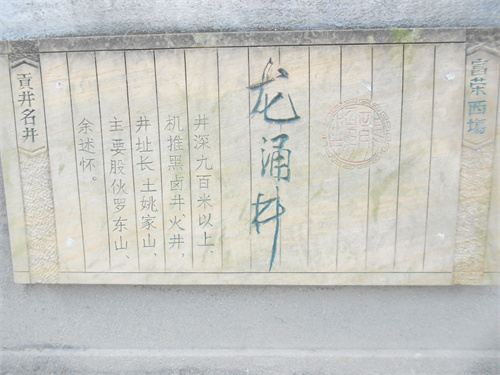 富荣西场
龙涌井
井深九百米以上，
机推黑卤井、火井，
井址长土姚家山，
主要股伙罗东山、
余述怀。
貢井名井